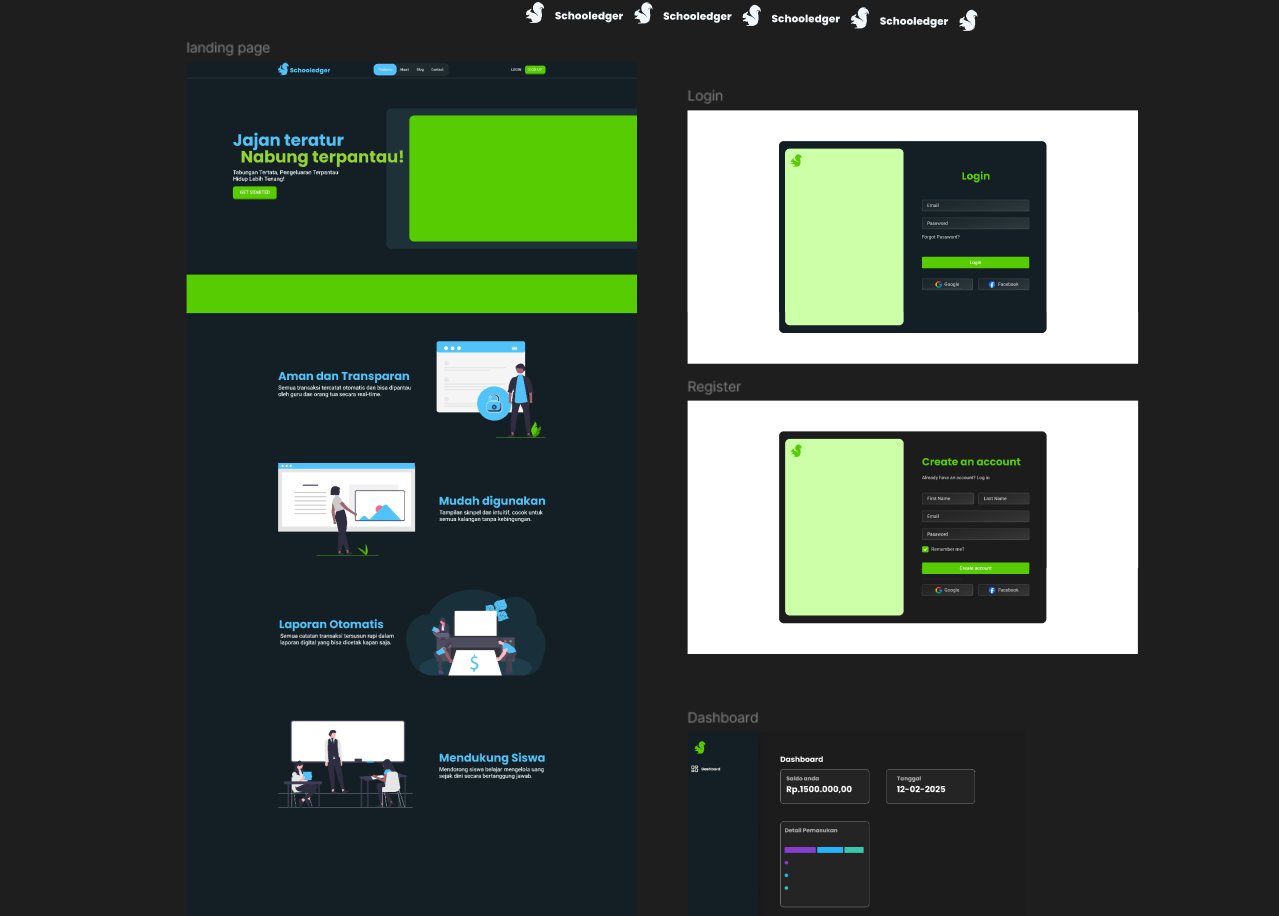 Schooledger
Schooledger
Schooledger
Schooledger
landing page
Schooledger
About
Blog
Contact
LOGIN
SIGN UP
Jajan teratur
Nabung terpantau!
Tabungan Tertata, Pengeluaran Terpantau
Hidup Lebih Tenang!
GET STARTED
Aman dan Transparan
Semua transaksi tercatat otomatis dan bisa dipantau
oleh guru dae orang tua secara real-time.
Mudah digunakan
Tampilan simpel dan intuitif, cocok untuk
semua kalangan tanpa kebingungan.
Laporan Otomatis
Semua catatan transaksi tersusun rapi dalam
laporan digital yang bisa dicetak kapan saja.
$
Mendukung Siswa
Mendorong siswa belajar mengelola uang
sejak dini secara bertanggung jawab.
Login
Login
Email
Password
Forgot Password?
Login
Google
Facebook
Register
Create an account
Already have an account? Log in
First Name
Last Name
Email
Password
Remember me?
Create account
Google
Facebook
Dashboard
Dashboard
Dashboard
Saldo anda
Rp.1500.000,00
Tanggal
12-02-2025
Detail Pemasukan